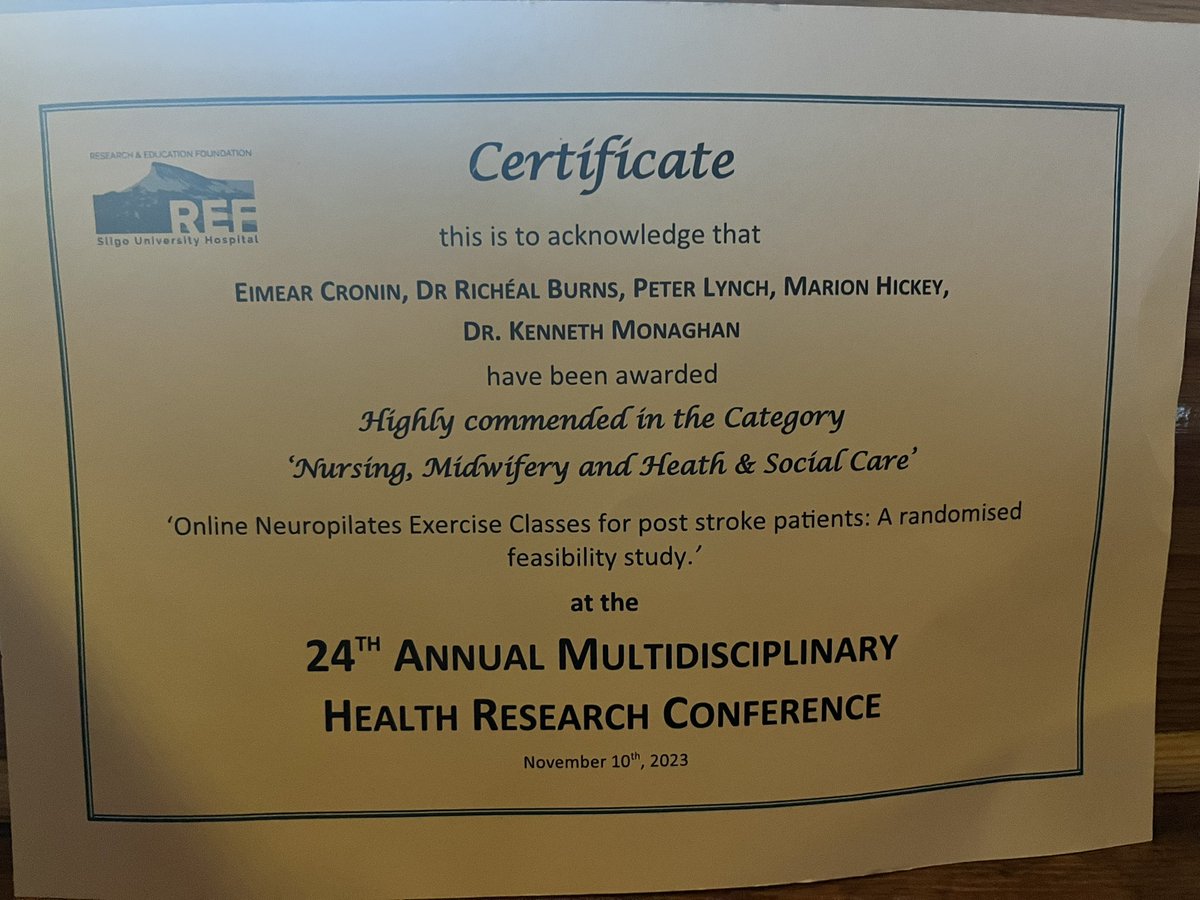 RESEARCH & EDUCATION FOUNDATION
REF
Sligo University Hospital
Certificate
this is to acknowledge that
EIMEAR CRONIN, DR RICHÉAL BURNS, PETER LYNCH, MARION HICKEY,
DR. KENNETH MONAGHAN
have been awarded
Highly commended in the Category
‘Nursing, Midwifery and Heath & Social Care’
‘Online Neuropilates Exercise Classes for post stroke patients: A randomised
feasibility study.’
at the
24TH ANNUAL MULTIDISCIPLINARY
HEALTH RESEARCH CONFERENCE
November 10th, 2023